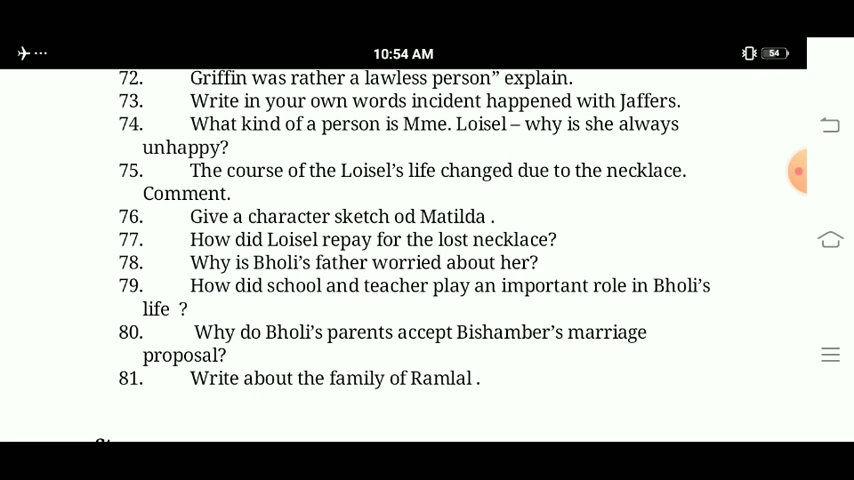 10:54 AM
54
72. Griffin was rather a lawless person” explain.
73. Write in your own words incident happened with Jaffers.
74. What kind of a person is Mme. Loisel – why is she always
unhappy?
75. The course of the Loisel’s life changed due to the necklace.
Comment.
76. Give a character sketch od Matilda .
77. How did Loisel repay for the lost necklace?
78. Why is Bholi’s father worried about her?
79. How did school and teacher play an important role in Bholi’s
life ?
80. Why do Bholi’s parents accept Bishamber’s marriage
proposal?
81. Write about the family of Ramlal .